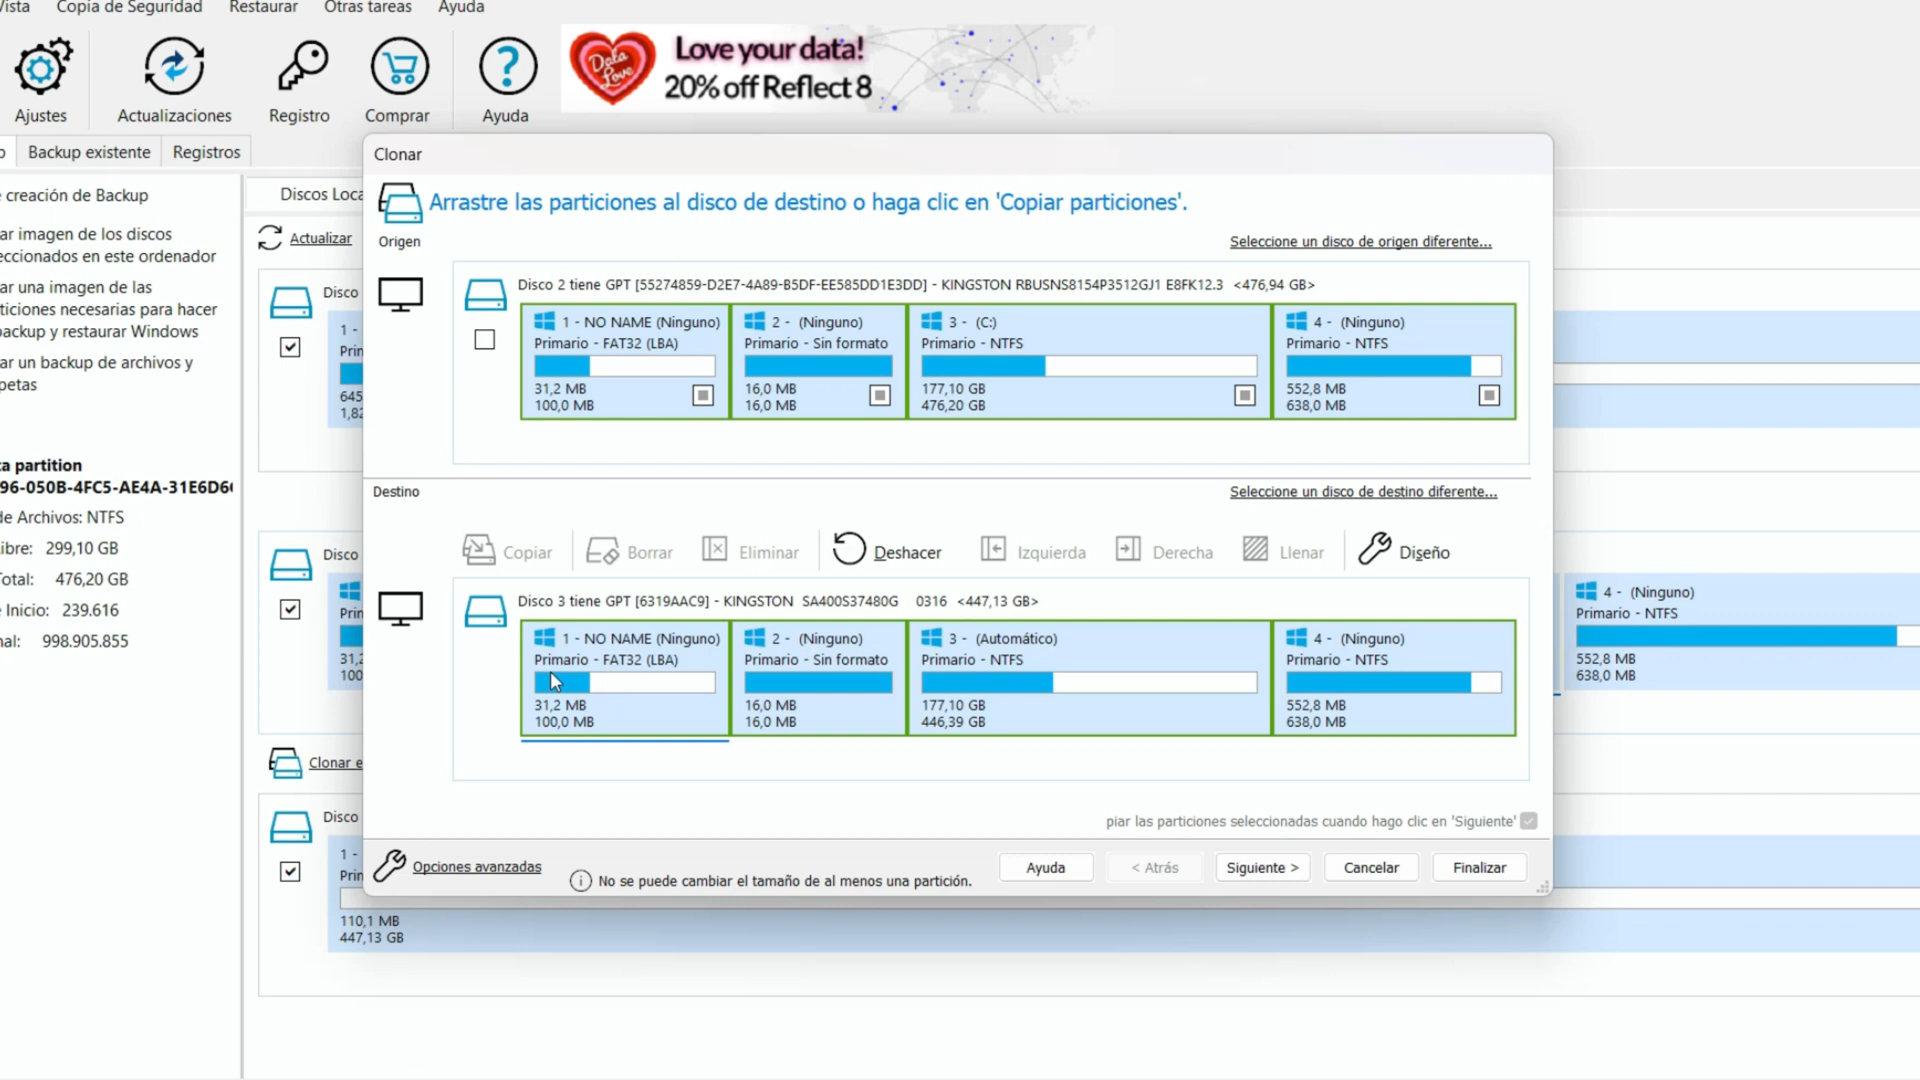 Vista Copia de Seguridad Restaurar Otras tareas Ayuda
Data Love
Love your data!
20% off Reflect 8
Ajustes Actualizaciones Registro Comprar Ayuda
Backup existente Registros
creación de Backup
ar imagen de los discos
eccionados en este ordenador
ar una imagen de las
ticiones necesarias para hacer
backup y restaurar Windows
ar un backup de archivos y
petas
a partition
96-050B-4FC5-AE4A-31E6D6
de Archivos: NTFS
ibre: 299,10 GB
Total: 476,20 GB
Inicio: 239.616
nal: 998.905.855
Discos Loca
Actualizar
Disco
1 -
Prin
645
1,82
Disco
Prin
31,2
100
Clonar e
Disco
1 -
Prin
110,1 MB
447,13 GB
Clonar
Arrastre las particiones al disco de destino o haga clic en 'Copiar particiones'.
Origen
Seleccione un disco de origen diferente...
Disco 2 tiene GPT [55274859-D2E7-4A89-B5DF-EE585DD1E3DD] - KINGSTON RBUSNS8154P3512GJ1 E8FK12.3 <476,94 GB>
1 - NO NAME (Ninguno) 2 - (Ninguno) 3 - (C:) 4 - (Ninguno)
Primario - FAT32 (LBA) Primario - Sin formato Primario - NTFS Primario - NTFS
31,2 MB 16,0 MB 177,10 GB 552,8 MB
100,0 MB 16,0 MB 476,20 GB 638,0 MB
Destino
Seleccione un disco de destino diferente...
Copiar Borrar Eliminar Deshacer Izquierda Derecha Llenar Diseño
Disco 3 tiene GPT [6319AAC9] - KINGSTON SA400S37480G 0316 <447,13 GB>
1 - NO NAME (Ninguno) 2 - (Ninguno) 3 - (Automático) 4 - (Ninguno)
Primario - FAT32 (LBA) Primario - Sin formato Primario - NTFS Primario - NTFS
31,2 MB 16,0 MB 177,10 GB 552,8 MB
100,0 MB 16,0 MB 446,39 GB 638,0 MB
piar las particiones seleccionadas cuando hago clic en 'Siguiente'
Opciones avanzadas
No se puede cambiar el tamaño de al menos una partición.
Ayuda < Atrás Siguiente > Cancelar Finalizar
4 - (Ninguno)
Primario - NTFS
552,8 MB
638,0 MB